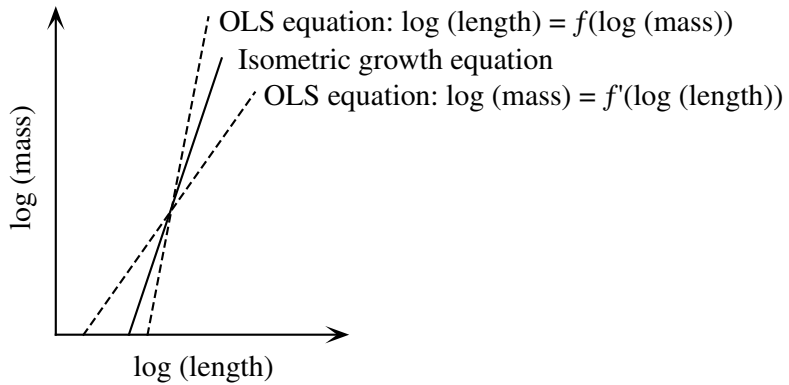 OLS equation: log (length) = f(log (mass))
Isometric growth equation
OLS equation: log (mass) = f'(log (length))
log (mass)
log (length)